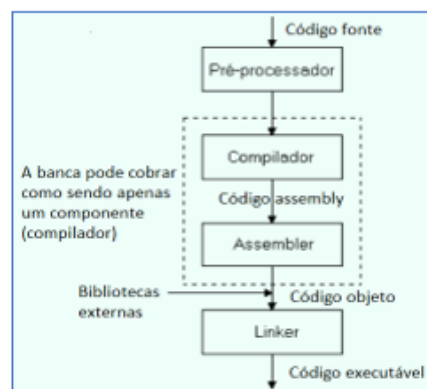 Código fonte
Pré-processador
Compilador
A banca pode cobrar
como sendo apenas
um componente
(compilador)
Código assembly
Assembler
Bibliotecas
externas
Código objeto
Linker
Código executável